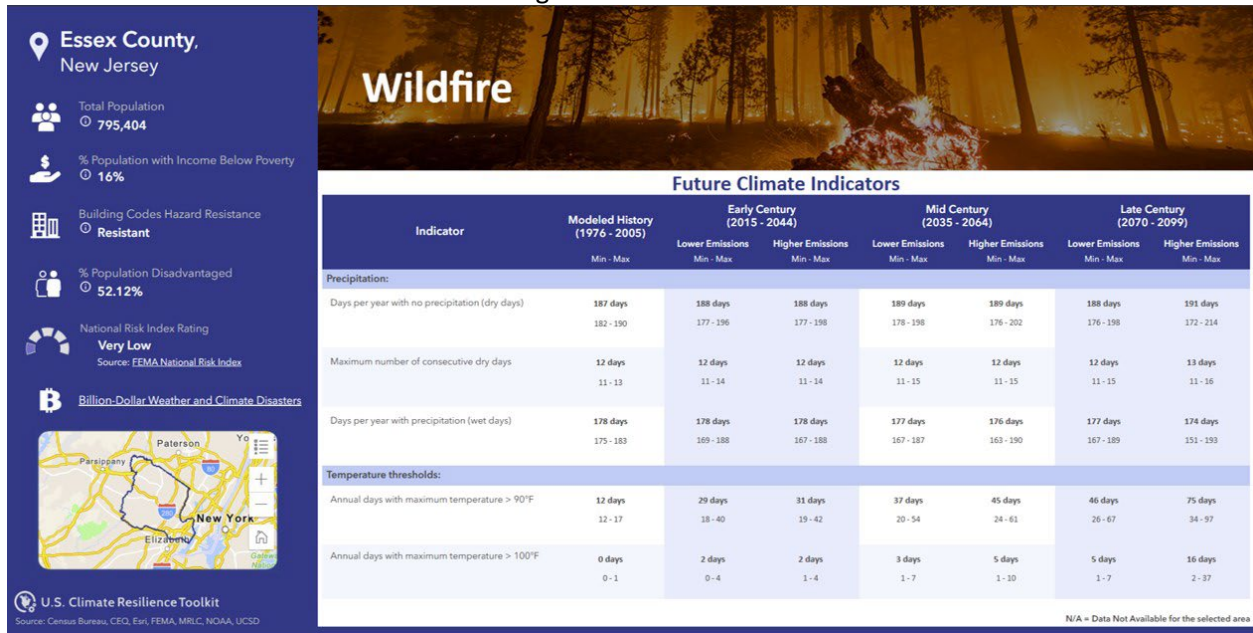 Essex County,
New Jersey
Total Population
795,404
% Population with Income Below Poverty
16%
Building Codes Hazard Resistance
Resistant
% Population Disadvantaged
52.12%
National Risk Index Rating
Very Low
Source: FEMA National Risk Index
Billion-Dollar Weather and Climate Disasters
Paterson
Parsippany
80
280
New York
Elizabeth
U.S. Climate Resilience Toolkit
Source: Census Bureau, CEQ, Esri, FEMA, MRLC, NOAA, UCSD
Wildfire
Future Climate Indicators
Indicator
Modeled History
(1976 - 2005)
Early Century
(2015 - 2044)
Mid Century
(2035 - 2064)
Late Century
(2070 - 2099)
Lower Emissions Higher Emissions Lower Emissions Higher Emissions Lower Emissions Higher Emissions
Min - Max Min - Max Min - Max Min - Max Min - Max Min - Max Min - Max
Precipitation:
Days per year with no precipitation (dry days) 187 days 188 days 188 days 189 days 189 days 188 days 191 days
182 - 190 177 - 196 177 - 198 178 - 198 176 - 202 176 - 198 172 - 214
Maximum number of consecutive dry days 12 days 12 days 12 days 12 days 12 days 12 days 13 days
11 - 13 11 - 14 11 - 14 11 - 15 11 - 15 11 - 15 11 - 16
Days per year with precipitation (wet days) 178 days 178 days 178 days 177 days 176 days 177 days 174 days
175 - 183 169 - 188 167 - 188 167 - 187 163 - 190 167 - 189 151 - 193
Temperature thresholds:
Annual days with maximum temperature > 90°F 12 days 29 days 31 days 37 days 45 days 46 days 75 days
12 - 17 18 - 40 19 - 42 20 - 54 24 - 61 26 - 67 34 - 97
Annual days with maximum temperature > 100°F 0 days 2 days 2 days 3 days 5 days 5 days 16 days
0 - 1 0 - 4 1 - 4 1 - 7 1 - 10 1 - 7 2 - 37
N/A = Data Not Available for the selected area